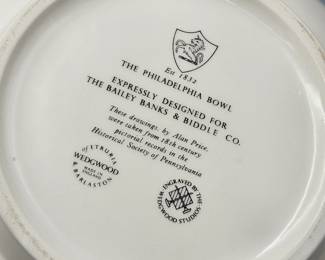 Est 1832
THE PHILADELPHIA BOWL
EXPRESSLY DESIGNED FOR
THE BAILEY BANKS & BIDDLE CO.
These drawings, by Alan Price,
were taken from 18th century
pictorial records in the
Historical Society of Pennsylvania
of ETRURIA
WEDGWOOD
MADE IN
ENGLAND
& BARLASTON
ENGRAVED BY THE
WEDGWOOD STUDIOS